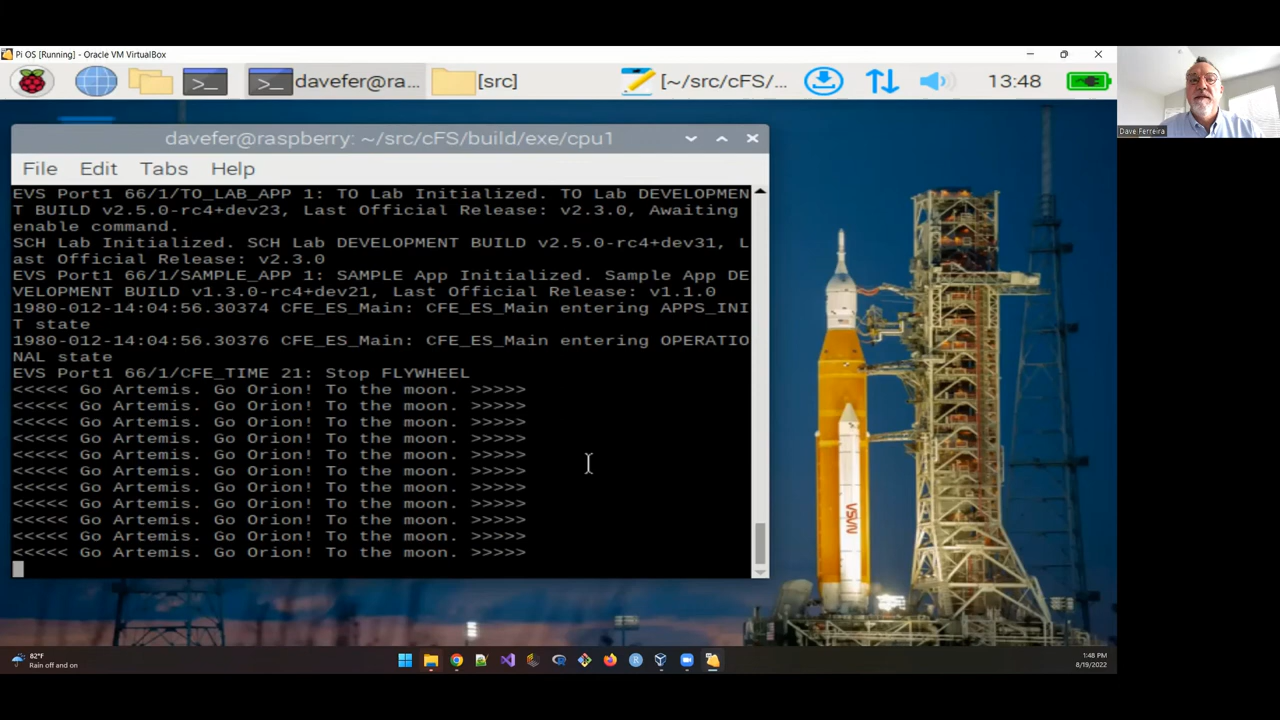 Pi OS [Running] - Oracle VM VirtualBox
davefer@ra...
[src]
[~/src/cFS/...
13:48
davefer@raspberry: ~/src/cFS/build/exe/cpu1
File Edit Tabs Help
EVS Port1 66/1/TO_LAB_APP 1: TO Lab Initialized. TO Lab DEVELOPMEN
T BUILD v2.5.0-rc4+dev23, Last Official Release: v2.3.0, Awaiting
enable command.
SCH Lab Initialized. SCH Lab DEVELOPMENT BUILD v2.5.0-rc4+dev31, L
ast Official Release: v2.3.0
EVS Port1 66/1/SAMPLE_APP 1: SAMPLE App Initialized. Sample App DE
VELOPMENT BUILD v1.3.0-rc4+dev21, Last Official Release: v1.1.0
1980-012-14:04:56.30374 CFE_ES_Main: CFE_ES_Main entering APPS_INI
T state
1980-012-14:04:56.30376 CFE_ES_Main: CFE_ES_Main entering OPERATIO
NAL state
EVS Port1 66/1/CFE_TIME 21: Stop FLYWHEEL
<<<<< Go Artemis. Go Orion! To the moon. >>>>>
<<<<< Go Artemis. Go Orion! To the moon. >>>>>
<<<<< Go Artemis. Go Orion! To the moon. >>>>>
<<<<< Go Artemis. Go Orion! To the moon. >>>>>
<<<<< Go Artemis. Go Orion! To the moon. >>>>>
<<<<< Go Artemis. Go Orion! To the moon. >>>>>
<<<<< Go Artemis. Go Orion! To the moon. >>>>>
<<<<< Go Artemis. Go Orion! To the moon. >>>>>
<<<<< Go Artemis. Go Orion! To the moon. >>>>>
<<<<< Go Artemis. Go Orion! To the moon. >>>>>
<<<<< Go Artemis. Go Orion! To the moon. >>>>>
NASA
Dave Ferreira
82°F
Rain off and on
1:48 PM
8/19/2022